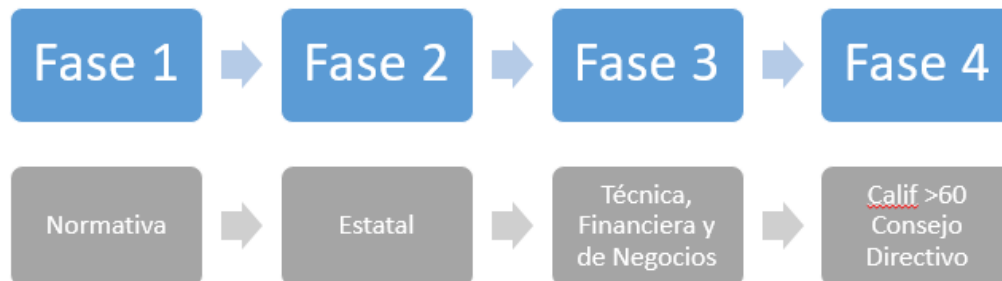 Fase 1
Fase 2
Fase 3
Fase 4
Normativa
Estatal
Técnica,
Financiera y
de Negocios
Calif >60
Consejo
Directivo